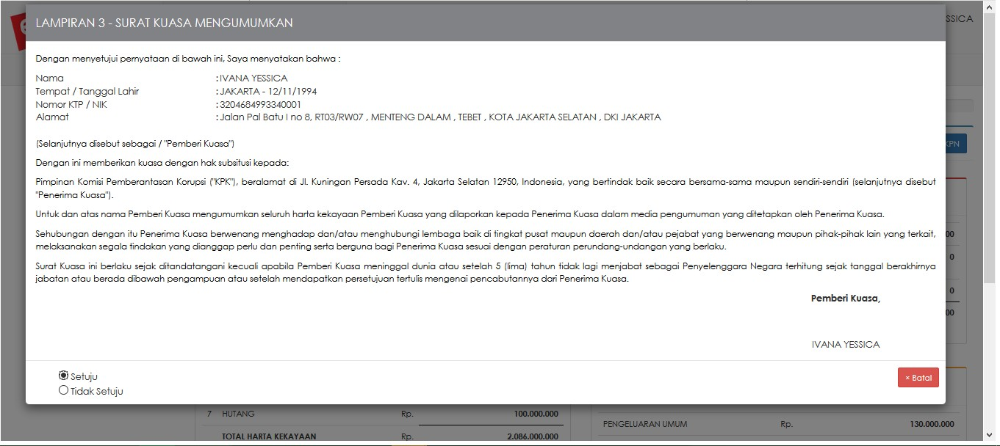 LAMPIRAN 3 - SURAT KUASA MENGUMUMKAN
SSICA
Dengan menyetujui pernyataan di bawah ini, Saya menyatakan bahwa :
Nama : IVANA YESSICA
Tempat / Tanggal Lahir : JAKARTA - 12/11/1994
Nomor KTP / NIK : 3204684993340001
Alamat : Jalan Pal Batu I no 8, RT03/RW07 , MENTENG DALAM , TEBET , KOTA JAKARTA SELATAN , DKI JAKARTA
(Selanjutnya disebut sebagai / "Pemberi Kuasa")
KPN
Dengan ini memberikan kuasa dengan hak subsitusi kepada:
Pimpinan Komisi Pemberantasan Korupsi ("KPK"), beralamat di Jl. Kuningan Persada Kav. 4, Jakarta Selatan 12950, Indonesia, yang bertindak baik secara bersama-sama maupun sendiri-sendiri (selanjutnya disebut
"Penerima Kuasa").
Untuk dan atas nama Pemberi Kuasa mengumumkan seluruh harta kekayaan Pemberi Kuasa yang dilaporkan kepada Penerima Kuasa dalam media pengumuman yang ditetapkan oleh Penerima Kuasa.
Sehubungan dengan itu Penerima Kuasa berwenang menghadap dan/atau menghubungi lembaga baik di tingkat pusat maupun daerah dan/atau pejabat yang berwenang maupun pihak-pihak lain yang terkait,
00
melaksanakan segala tindakan yang dianggap perlu dan penting serta berguna bagi Penerima Kuasa sesuai dengan peraturan perundang-undangan yang berlaku.
0
Surat Kuasa ini berlaku sejak ditandatangani kecuali apabila Pemberi Kuasa meninggal dunia atau setelah 5 (lima) tahun tidak lagi menjabat sebagai Penyelenggara Negara terhitung sejak tanggal berakhirnya
jabatan atau berada dibawah pengampuan atau setelah mendapatkan persetujuan tertulis mengenai pencabutannya dari Penerima Kuasa.
0
Pemberi Kuasa,
00
IVANA YESSICA
Setuju
Tidak Setuju
× Batal
7 HUTANG Rp. 100.000.000
PENGELUARAN UMUM Rp. 130.000.000
TOTAL HARTA KEKAYAAN Rp. 2.086.000.000